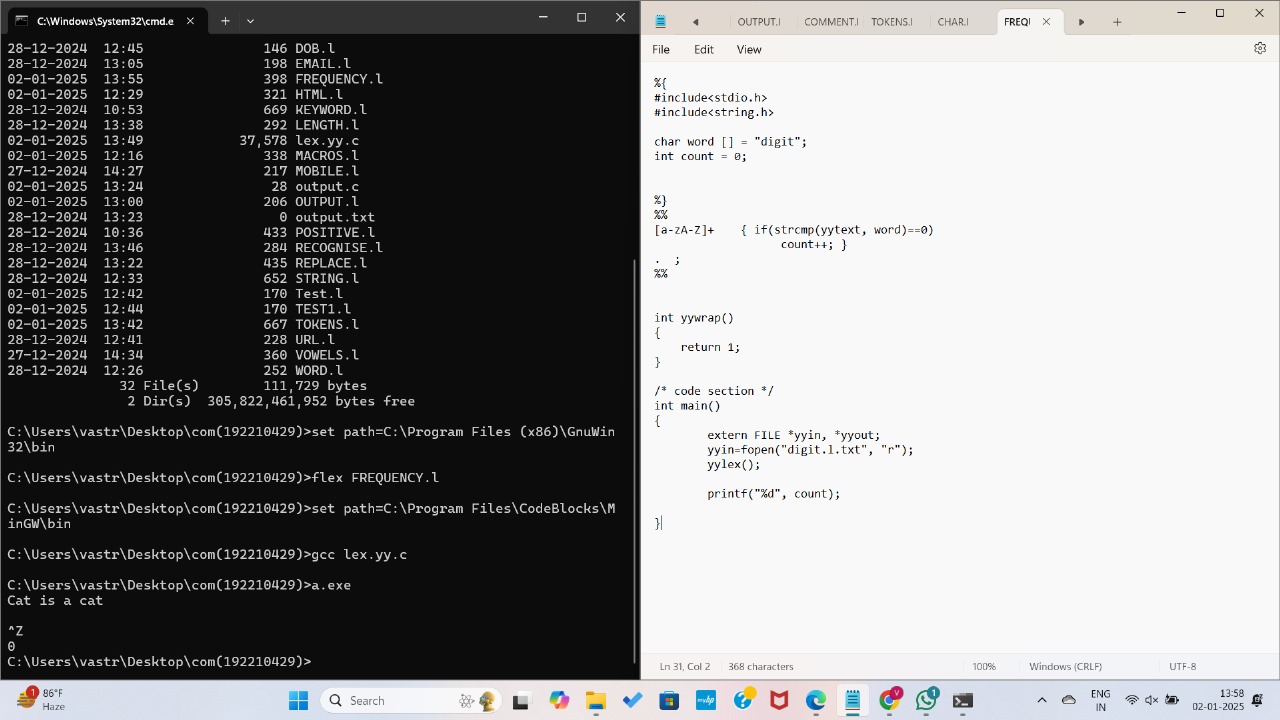 C:\Windows\System32\cmd.e
28-12-2024  12:45               146 DOB.l
28-12-2024  13:05               198 EMAIL.l
02-01-2025  13:55               398 FREQUENCY.l
02-01-2025  12:29               321 HTML.l
28-12-2024  10:53               669 KEYWORD.l
28-12-2024  13:38               292 LENGTH.l
02-01-2025  13:49            37,578 lex.yy.c
02-01-2025  12:16               338 MACROS.l
27-12-2024  14:27               217 MOBILE.l
02-01-2025  13:24                28 output.c
02-01-2025  13:00               206 OUTPUT.l
28-12-2024  13:23                 0 output.txt
28-12-2024  10:36               433 POSITIVE.l
28-12-2024  13:46               284 RECOGNISE.l
28-12-2024  13:22               435 REPLACE.l
28-12-2024  12:33               652 STRING.l
02-01-2025  12:42               170 Test.l
02-01-2025  12:44               170 TEST1.l
02-01-2025  13:42               667 TOKENS.l
28-12-2024  12:41               228 URL.l
27-12-2024  14:34               360 VOWELS.l
28-12-2024  12:26               252 WORD.l
32 File(s)        111,729 bytes
2 Dir(s)  305,822,461,952 bytes free
C:\Users\vastr\Desktop\com(192210429)>set path=C:\Program Files (x86)\GnuWin
32\bin
C:\Users\vastr\Desktop\com(192210429)>flex FREQUENCY.l
C:\Users\vastr\Desktop\com(192210429)>set path=C:\Program Files\CodeBlocks\M
inGW\bin
C:\Users\vastr\Desktop\com(192210429)>gcc lex.yy.c
C:\Users\vastr\Desktop\com(192210429)>a.exe
Cat is a cat
^Z
0
C:\Users\vastr\Desktop\com(192210429)>
OUTPUT.l COMMENT.l TOKENS.l CHAR.l FREQ
File Edit View
%{
#include<stdio.h>
#include<string.h>
char word [] = "digit";
int count = 0;
%}
%%
[a-zA-Z]+    { if(strcmp(yytext, word)==0)
count++; }
.  ;
%%
int yywrap()
{
return 1;
}
/* code section */
int main()
{
extern FILE *yyin, *yyout;
yyin=fopen("digit.l.txt", "r");
yylex();
printf("%d", count);
}
Ln 31, Col 2 368 characters 100% Windows (CRLF) UTF-8
1
86°F
Haze
Search
myhp
V
1
ENG
IN
13:58
02-01-2025